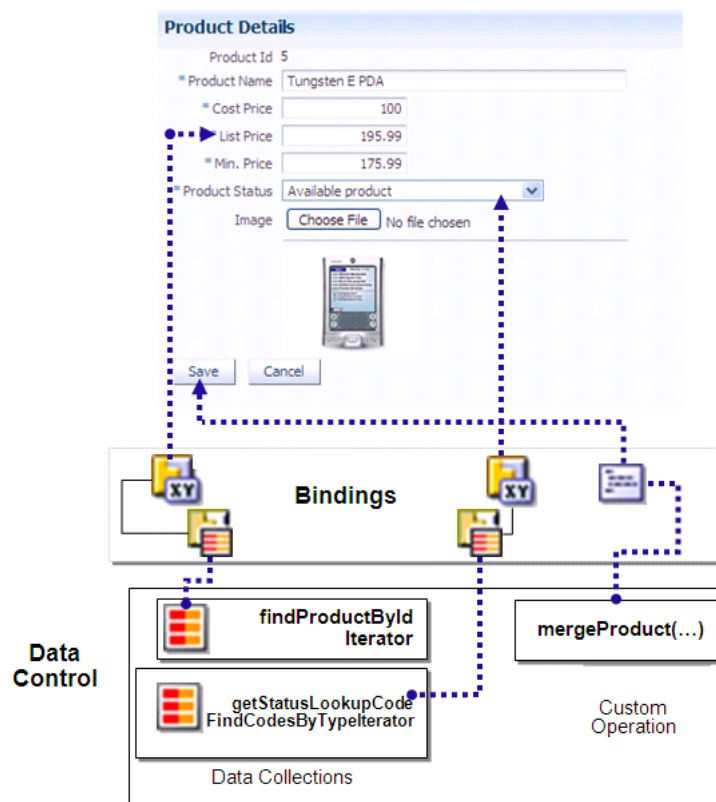 Product Details
Product Id 5
* Product Name Tungsten E PDA
* Cost Price 100
* List Price 195.99
* Min. Price 175.99
* Product Status Available product
Image Choose File No file chosen
Save Cancel
XY XY
Bindings
findProductById
Iterator
mergeProduct(...)
Data
Control
getStatusLookupCode
FindCodesByTypeIterator
Custom
Operation
Data Collections